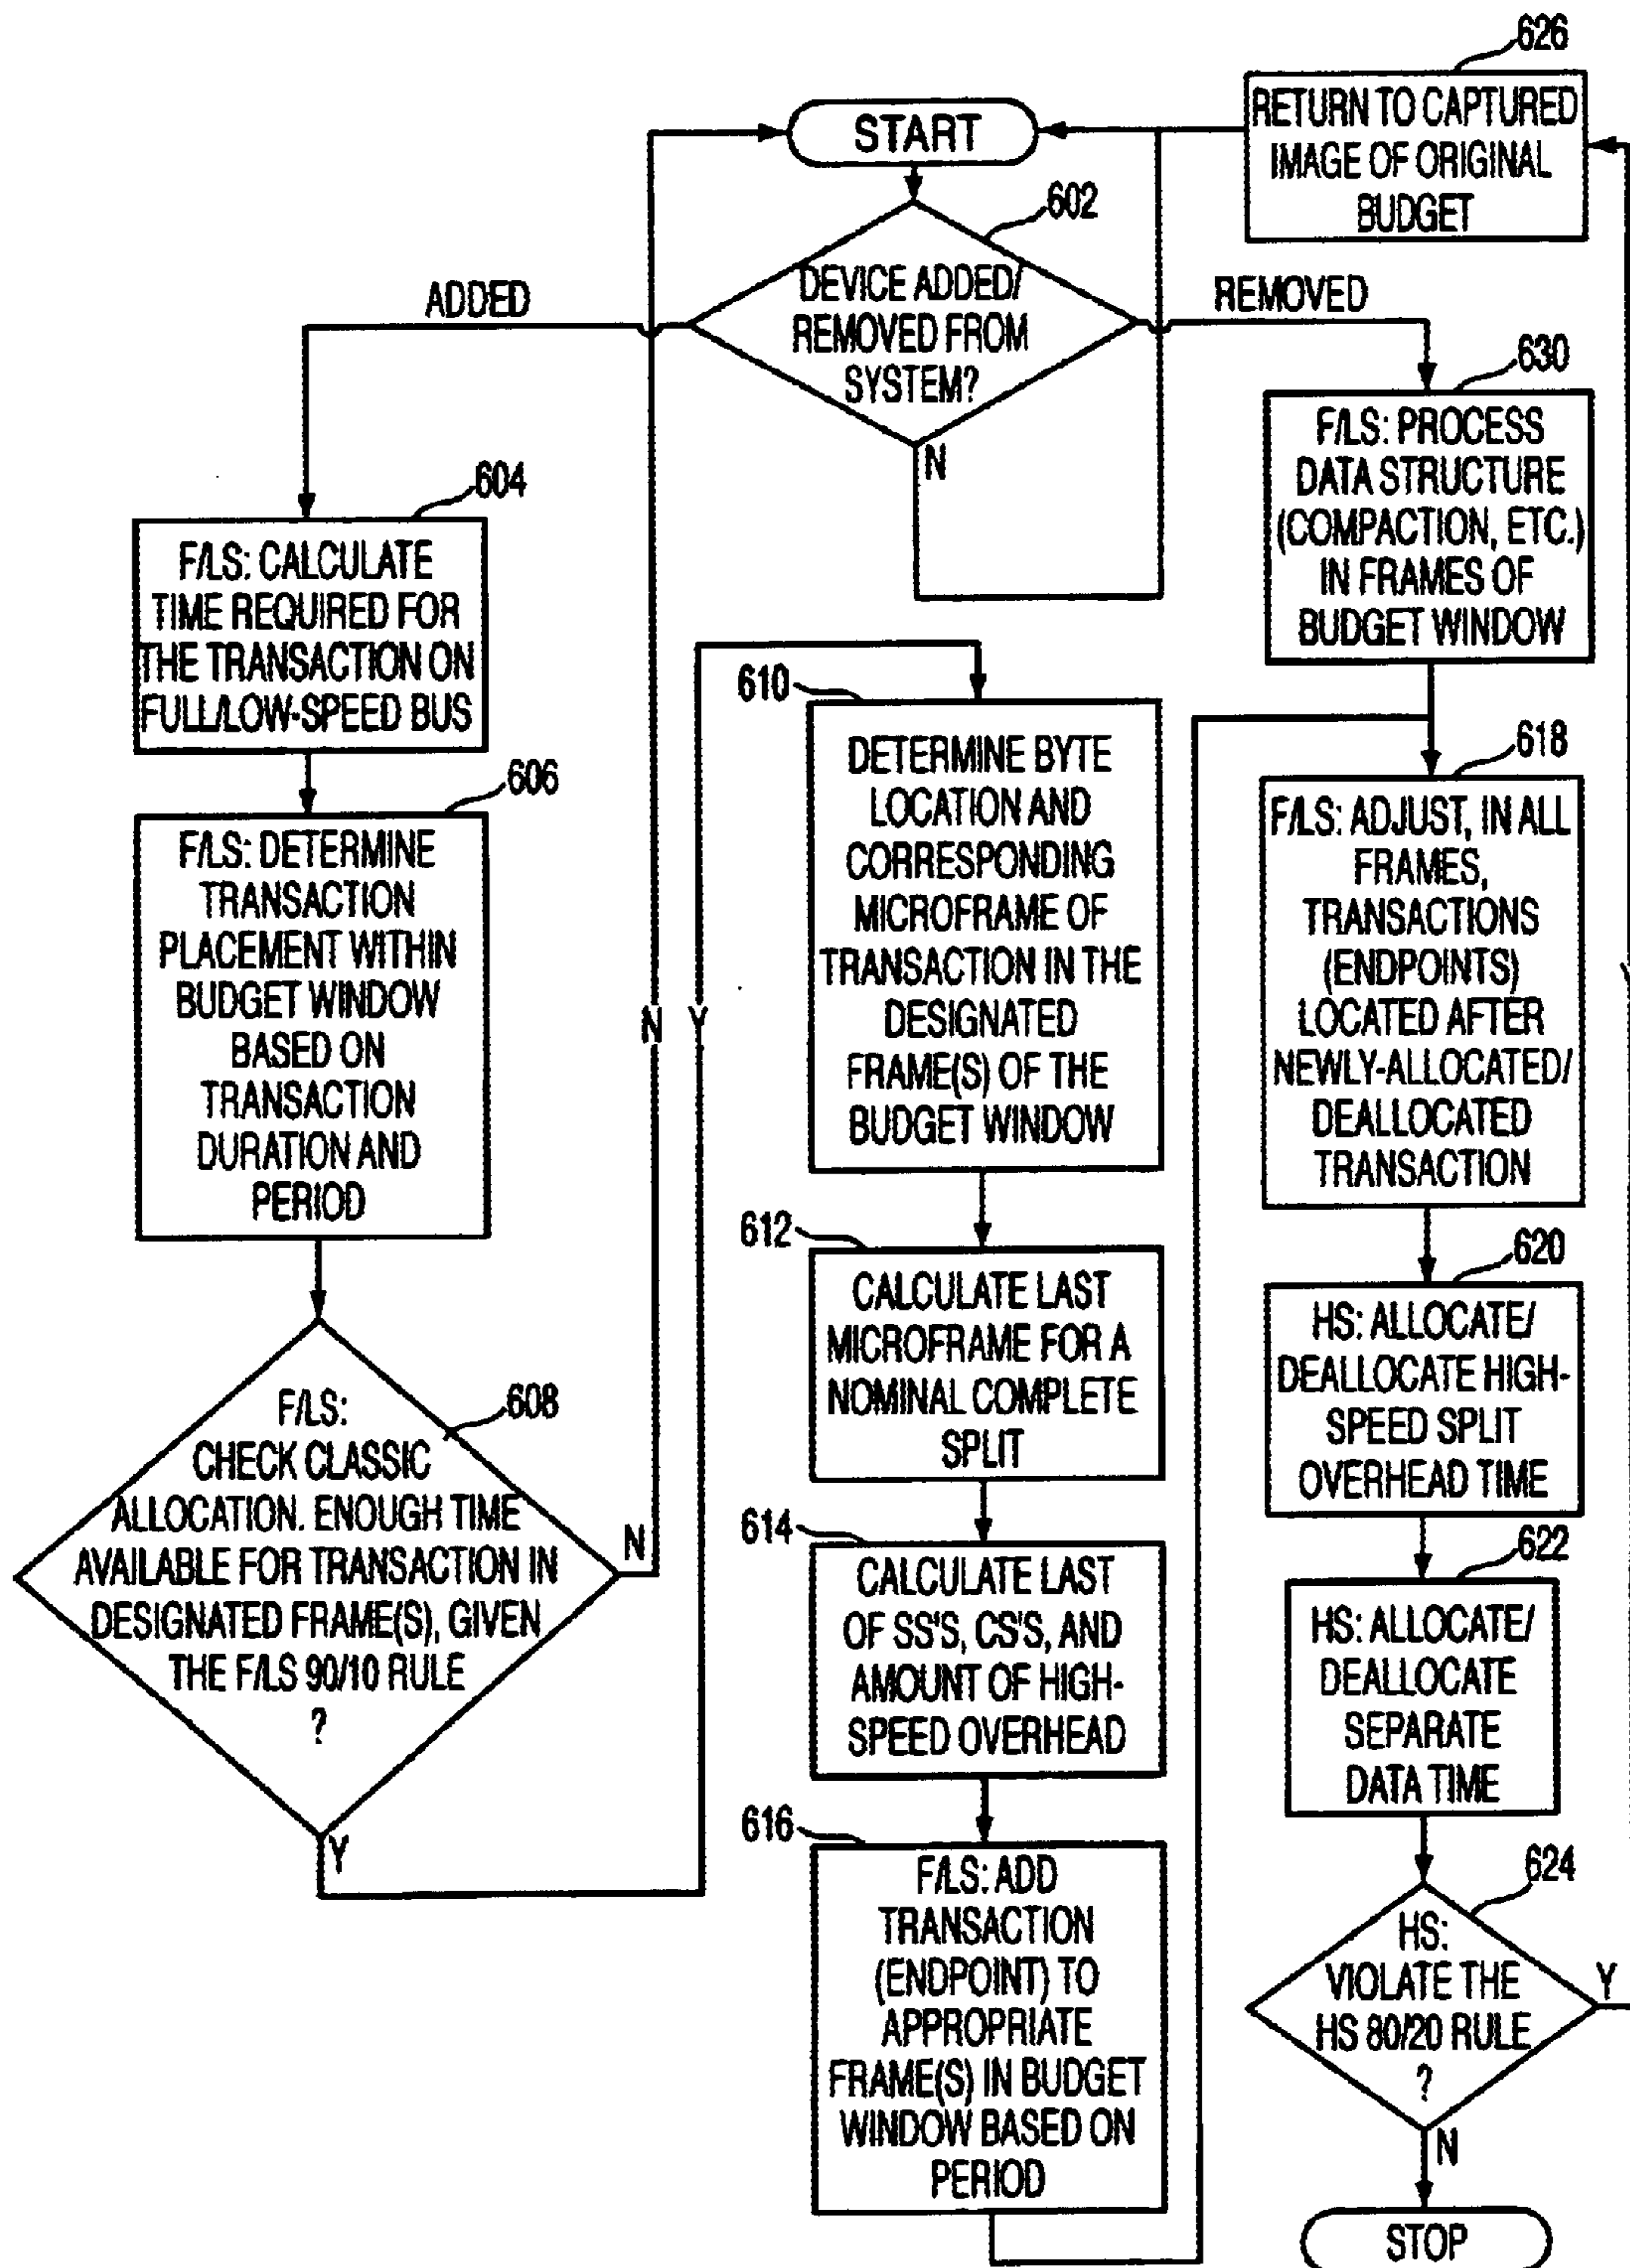 626
RETURN TO CAPTURED
IMAGE OF ORIGINAL
BUDGET
START
602
DEVICE ADDED/
REMOVED FROM
SYSTEM?
ADDED
REMOVED
N
604
F/LS: CALCULATE
TIME REQUIRED FOR
THE TRANSACTION ON
FULL/LOW-SPEED BUS
606
F/LS: DETERMINE
TRANSACTION
PLACEMENT WITHIN
BUDGET WINDOW
BASED ON
TRANSACTION
DURATION AND
PERIOD
608
F/LS:
CHECK CLASSIC
ALLOCATION. ENOUGH TIME
AVAILABLE FOR TRANSACTION IN
DESIGNATED FRAME(S), GIVEN
THE F/LS 90/10 RULE
?
N
Y
N
Y
610
DETERMINE BYTE
LOCATION AND
CORRESPONDING
MICROFRAME OF
TRANSACTION IN THE
DESIGNATED
FRAME(S) OF THE
BUDGET WINDOW
612
CALCULATE LAST
MICROFRAME FOR A
NOMINAL COMPLETE
SPLIT
614
CALCULATE LAST
OF SS'S, CS'S, AND
AMOUNT OF HIGH-
SPEED OVERHEAD
616
F/LS: ADD
TRANSACTION
(ENDPOINT) TO
APPROPRIATE
FRAME(S) IN BUDGET
WINDOW BASED ON
PERIOD
630
F/LS: PROCESS
DATA STRUCTURE
(COMPACTION, ETC.)
IN FRAMES OF
BUDGET WINDOW
618
F/LS: ADJUST, IN ALL
FRAMES,
TRANSACTIONS
(ENDPOINTS)
LOCATED AFTER
NEWLY-ALLOCATED/
DEALLOCATED
TRANSACTION
620
HS: ALLOCATE/
DEALLOCATE HIGH-
SPEED SPLIT
OVERHEAD TIME
622
HS: ALLOCATE/
DEALLOCATE
SEPARATE
DATA TIME
624
HS:
VIOLATE THE
HS 80/20 RULE
?
Y
N
STOP